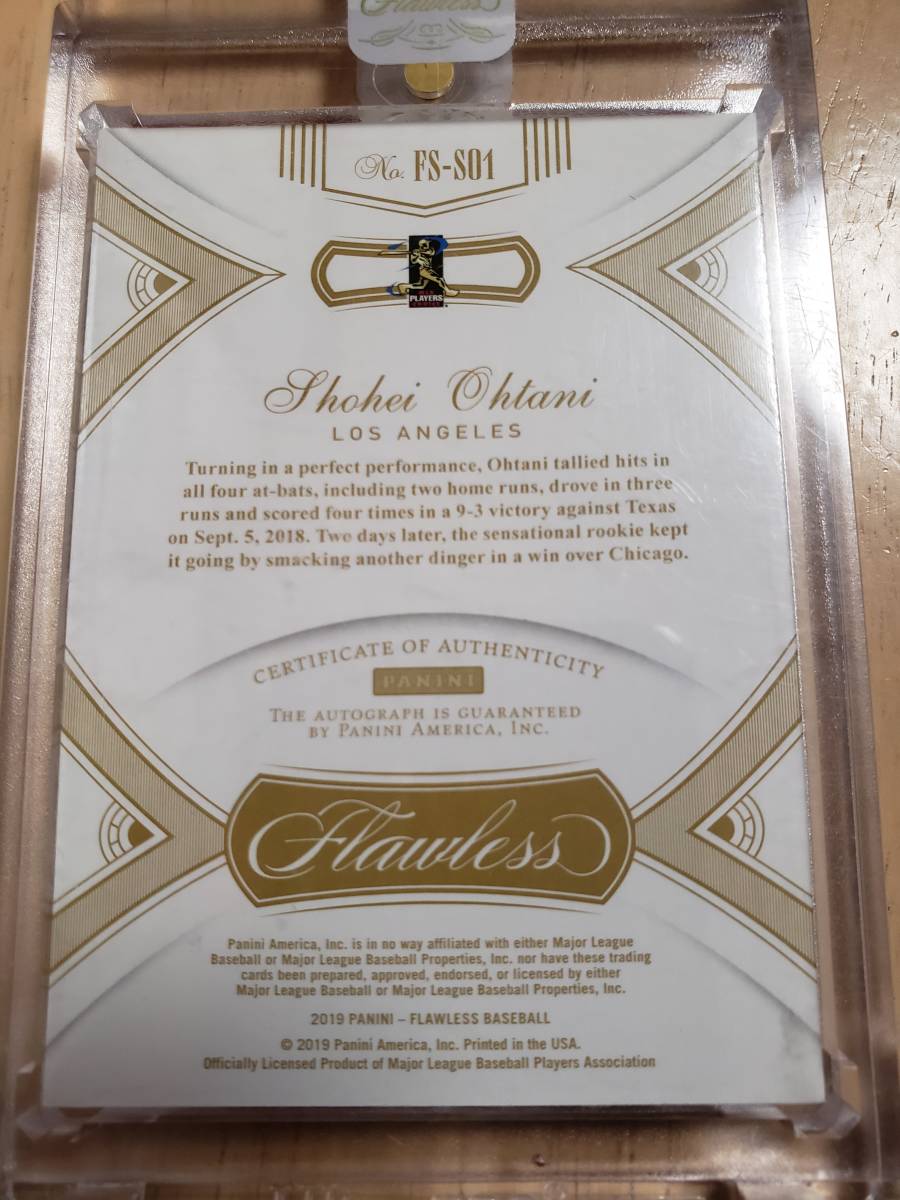 Flawless
No. FS-SO1
MLB
PLAYERS
CHOICE
Shohei Ohtani
LOS ANGELES
Turning in a perfect performance, Ohtani tallied hits in
all four at-bats, including two home runs, drove in three
runs and scored four times in a 9-3 victory against Texas
on Sept. 5, 2018. Two days later, the sensational rookie kept
it going by smacking another dinger in a win over Chicago.
CERTIFICATE OF AUTHENTICITY
PANINI
THE AUTOGRAPH IS GUARANTEED
BY PANINI AMERICA, INC.
Flawless
Panini America, Inc. is in no way affiliated with either Major League
Baseball or Major League Baseball Properties, Inc. nor have these trading
cards been prepared, approved, endorsed, or licensed by either
Major League Baseball or Major League Baseball Properties, Inc.
2019 PANINI – FLAWLESS BASEBALL
© 2019 Panini America, Inc. Printed in the USA.
Officially Licensed Product of Major League Baseball Players Association